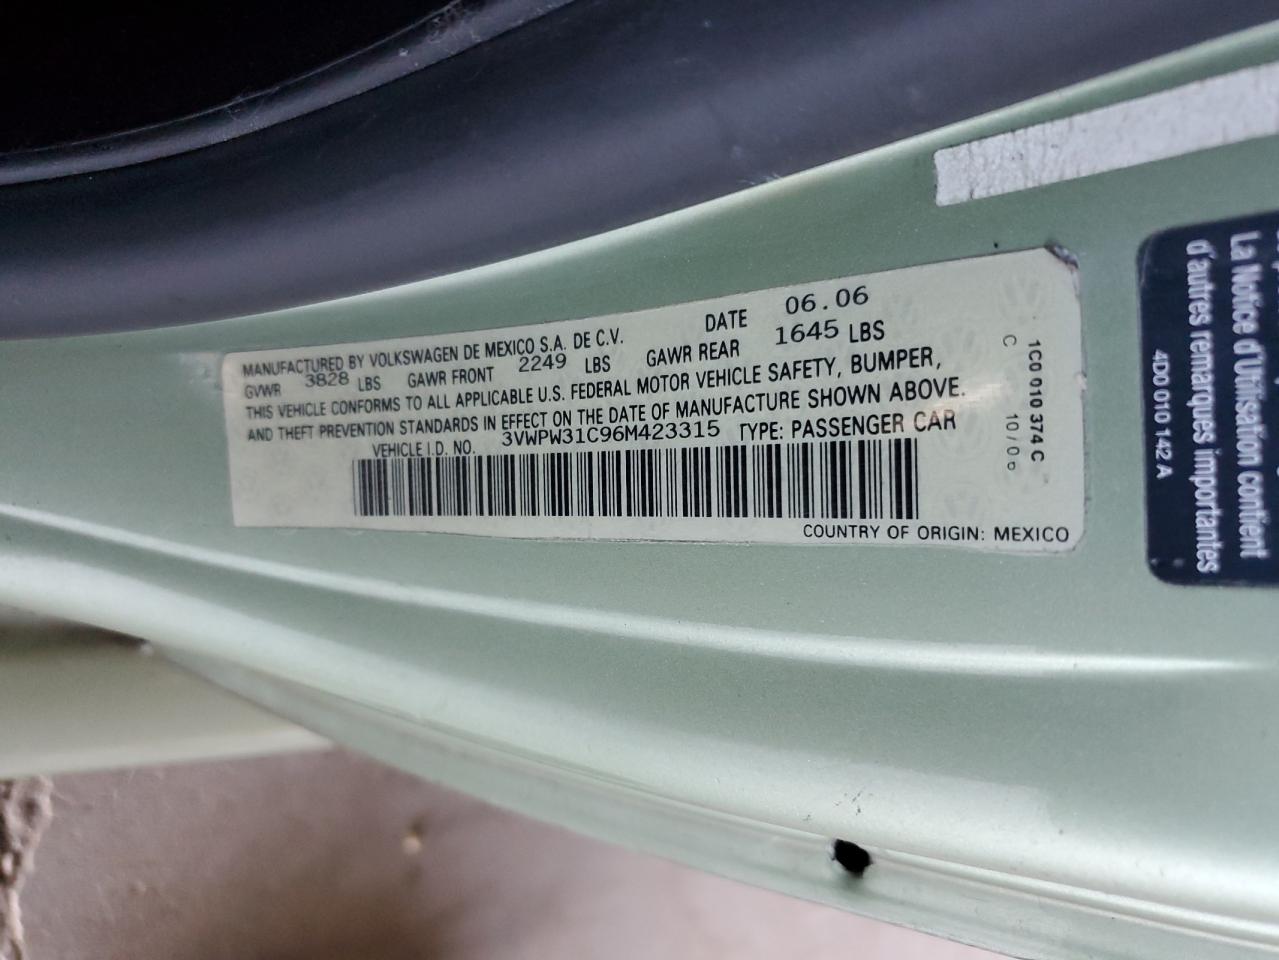 MANUFACTURED BY VOLKSWAGEN DE MEXICO S.A. DE C.V. DATE 06.06
GVWR 3828 LBS GAWR FRONT 2249 LBS GAWR REAR 1645 LBS
THIS VEHICLE CONFORMS TO ALL APPLICABLE U.S. FEDERAL MOTOR VEHICLE SAFETY, BUMPER,
AND THEFT PREVENTION STANDARDS IN EFFECT ON THE DATE OF MANUFACTURE SHOWN ABOVE.
VEHICLE I.D. NO. 3VWPW31C96M423315 TYPE: PASSENGER CAR
COUNTRY OF ORIGIN: MEXICO
1C0 010 374 C
C
La Notice d'Utilisation contient
d'autres remarques importantes
4D0 010 142 A